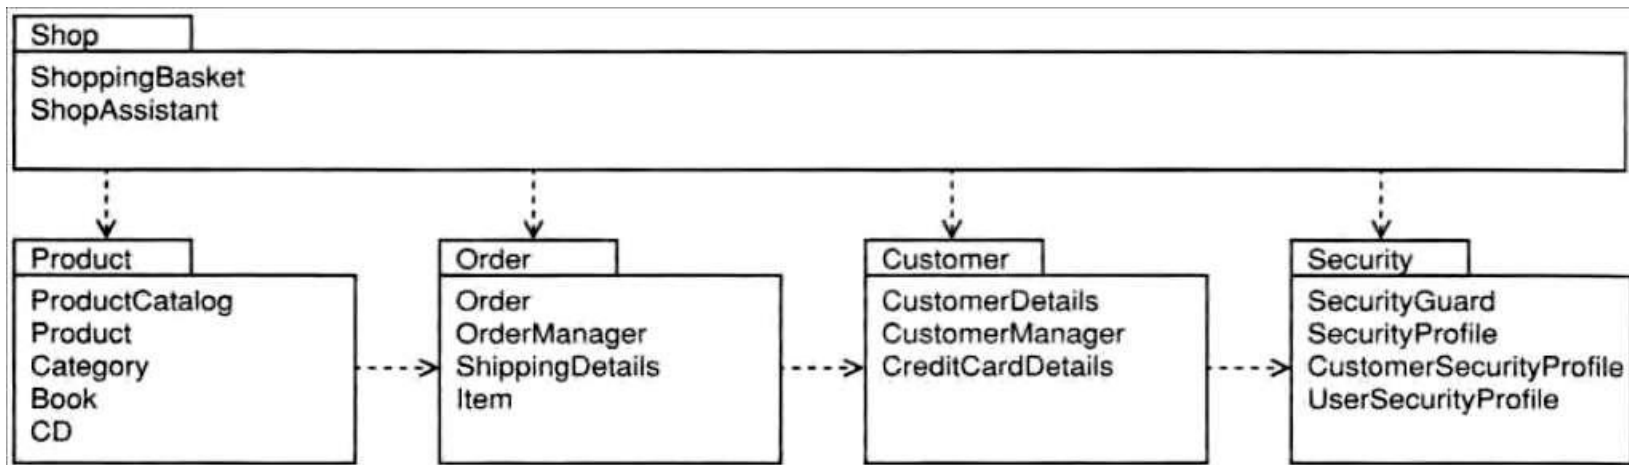 Shop
ShoppingBasket
ShopAssistant
Product
ProductCatalog
Product
Category
Book
CD
Order
Order
OrderManager
ShippingDetails
Item
Customer
CustomerDetails
CustomerManager
CreditCardDetails
Security
SecurityGuard
SecurityProfile
CustomerSecurityProfile
UserSecurityProfile